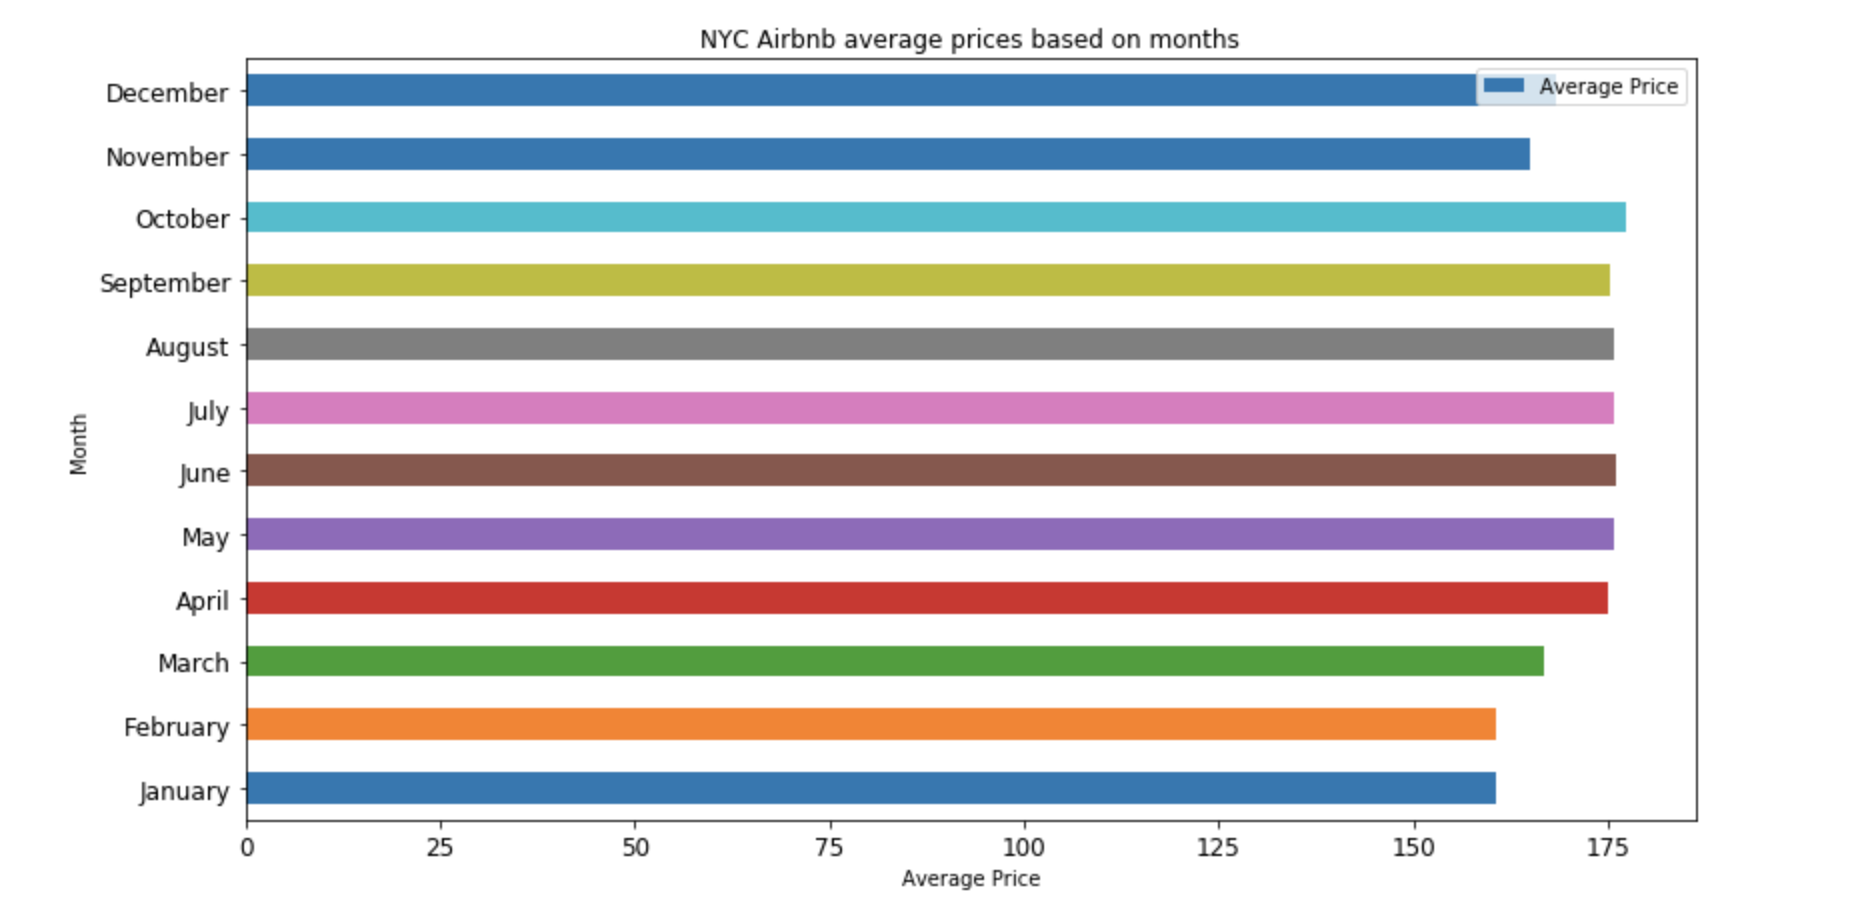 NYC Airbnb average prices based on months
Average Price
December
November
October
September
August
July
June
May
April
March
February
January
Month
0 25 50 75 100 125 150 175
Average Price